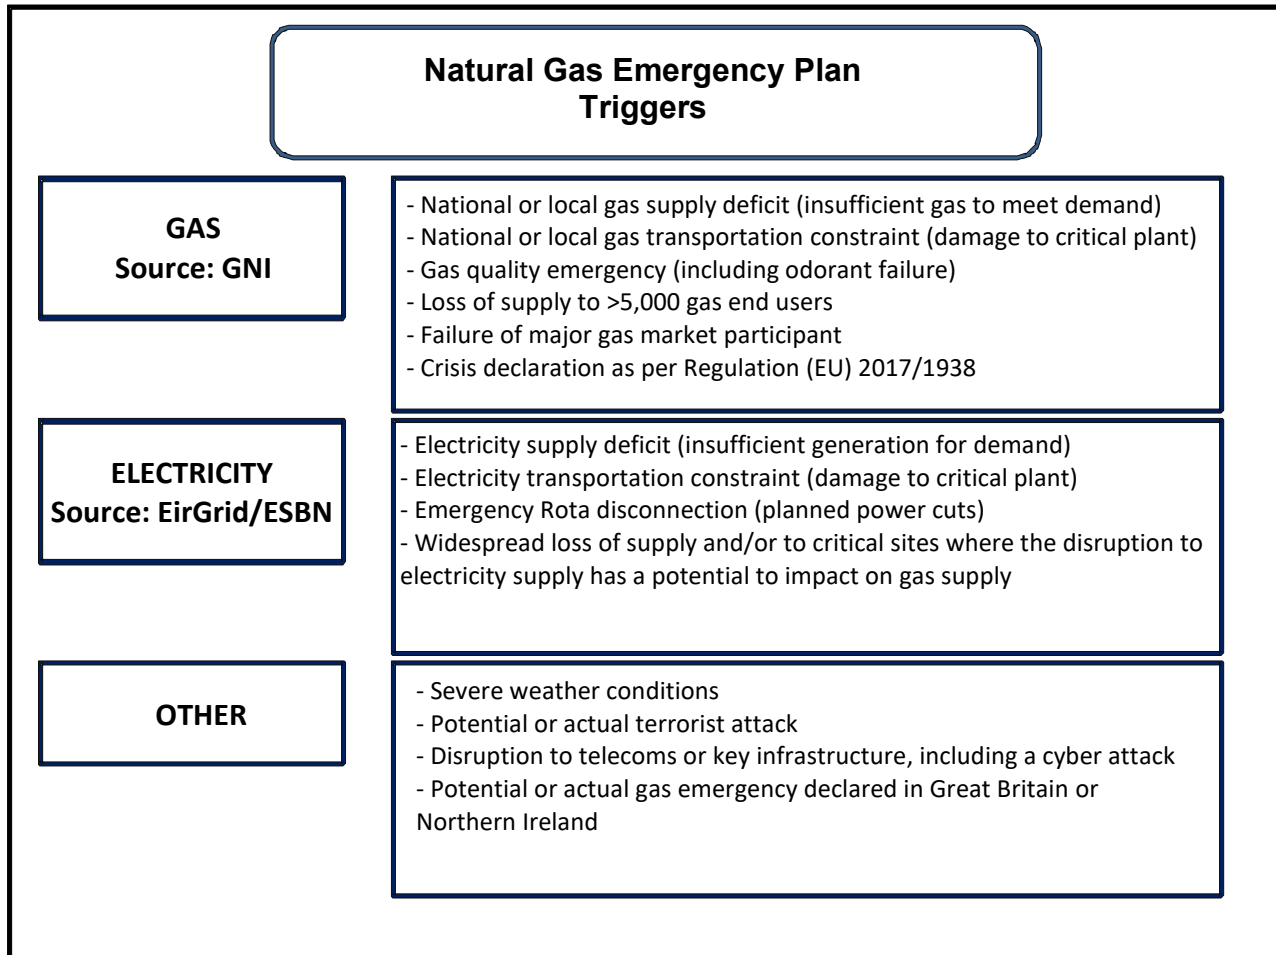 Natural Gas Emergency Plan
Triggers
GAS
Source: GNI
- National or local gas supply deficit (insufficient gas to meet demand)
- National or local gas transportation constraint (damage to critical plant)
- Gas quality emergency (including odorant failure)
- Loss of supply to >5,000 gas end users
- Failure of major gas market participant
- Crisis declaration as per Regulation (EU) 2017/1938
ELECTRICITY
Source: EirGrid/ESBN
- Electricity supply deficit (insufficient generation for demand)
- Electricity transportation constraint (damage to critical plant)
- Emergency Rota disconnection (planned power cuts)
- Widespread loss of supply and/or to critical sites where the disruption to
electricity supply has a potential to impact on gas supply
OTHER
- Severe weather conditions
- Potential or actual terrorist attack
- Disruption to telecoms or key infrastructure, including a cyber attack
- Potential or actual gas emergency declared in Great Britain or
Northern Ireland